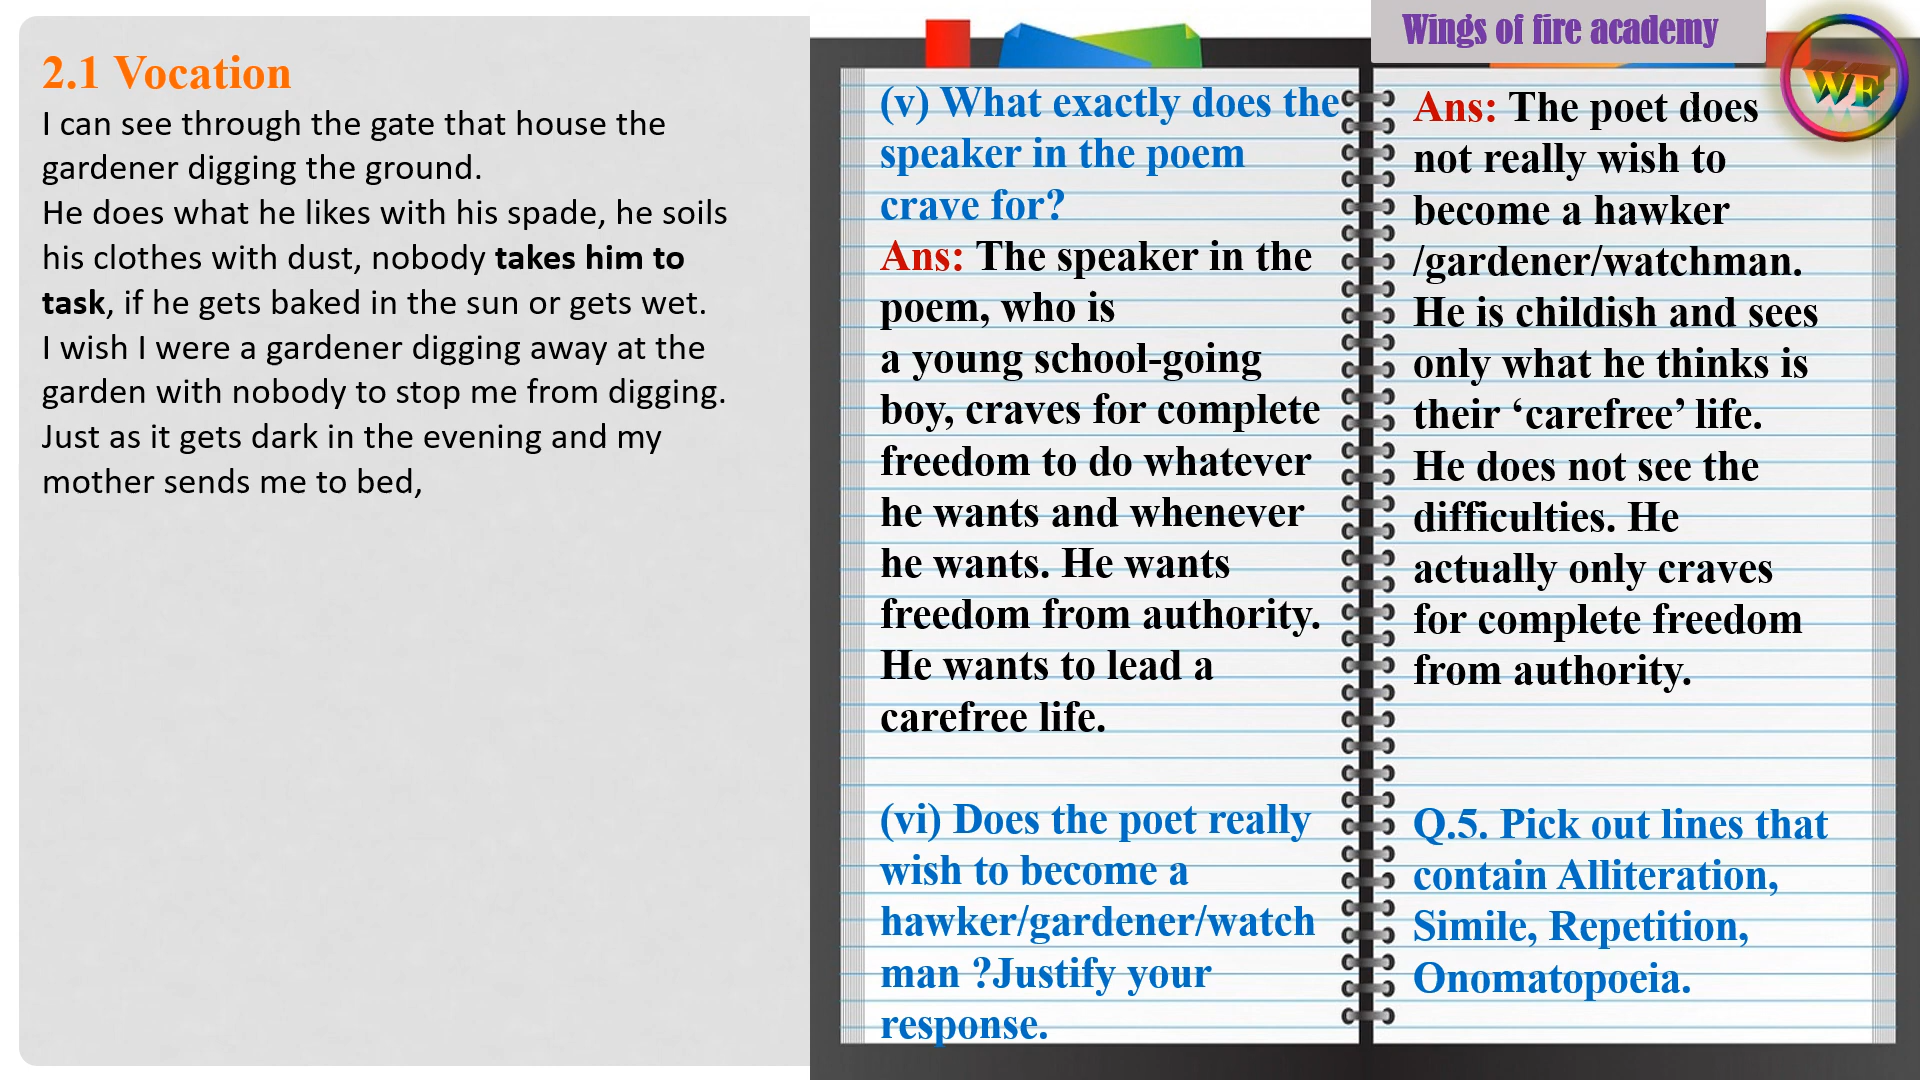 2.1 Vocation
I can see through the gate that house the
gardener digging the ground.
He does what he likes with his spade, he soils
his clothes with dust, nobody takes him to
task, if he gets baked in the sun or gets wet.
I wish I were a gardener digging away at the
garden with nobody to stop me from digging.
Just as it gets dark in the evening and my
mother sends me to bed,
(v) What exactly does the
speaker in the poem
crave for?
Ans: The speaker in the
poem, who is
a young school-going
boy, craves for complete
freedom to do whatever
he wants and whenever
he wants. He wants
freedom from authority.
He wants to lead a
carefree life.
(vi) Does the poet really
wish to become a
hawker/gardener/watch
man ?Justify your
response.
Wings of fire academy
WE
Ans: The poet does
not really wish to
become a hawker
/gardener/watchman.
He is childish and sees
only what he thinks is
their ‘carefree’ life.
He does not see the
difficulties. He
actually only craves
for complete freedom
from authority.
Q.5. Pick out lines that
contain Alliteration,
Simile, Repetition,
Onomatopoeia.